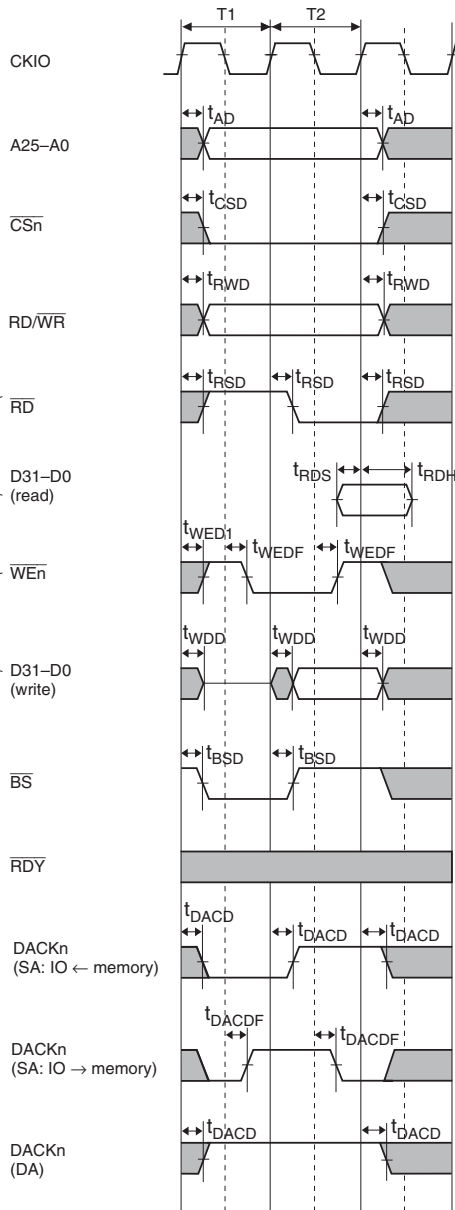 T1 T2
CKIO
tAD tAD
A25–A0
tCSD tCSD
CSn
tRWD tRWD
RD/WR
tRSD tRSD tRSD
RD
D31–D0
(read)
tRDS tRDH
tWED1 tWEDF tWEDF
WEn
tWDD tWDD tWDD
D31–D0
(write)
tBSD tBSD
BS
RDY
tDACD tDACD tDACD
DACKn
(SA: IO ← memory)
tDACDF tDACDF
DACKn
(SA: IO → memory)
tDACD tDACD
DACKn
(DA)